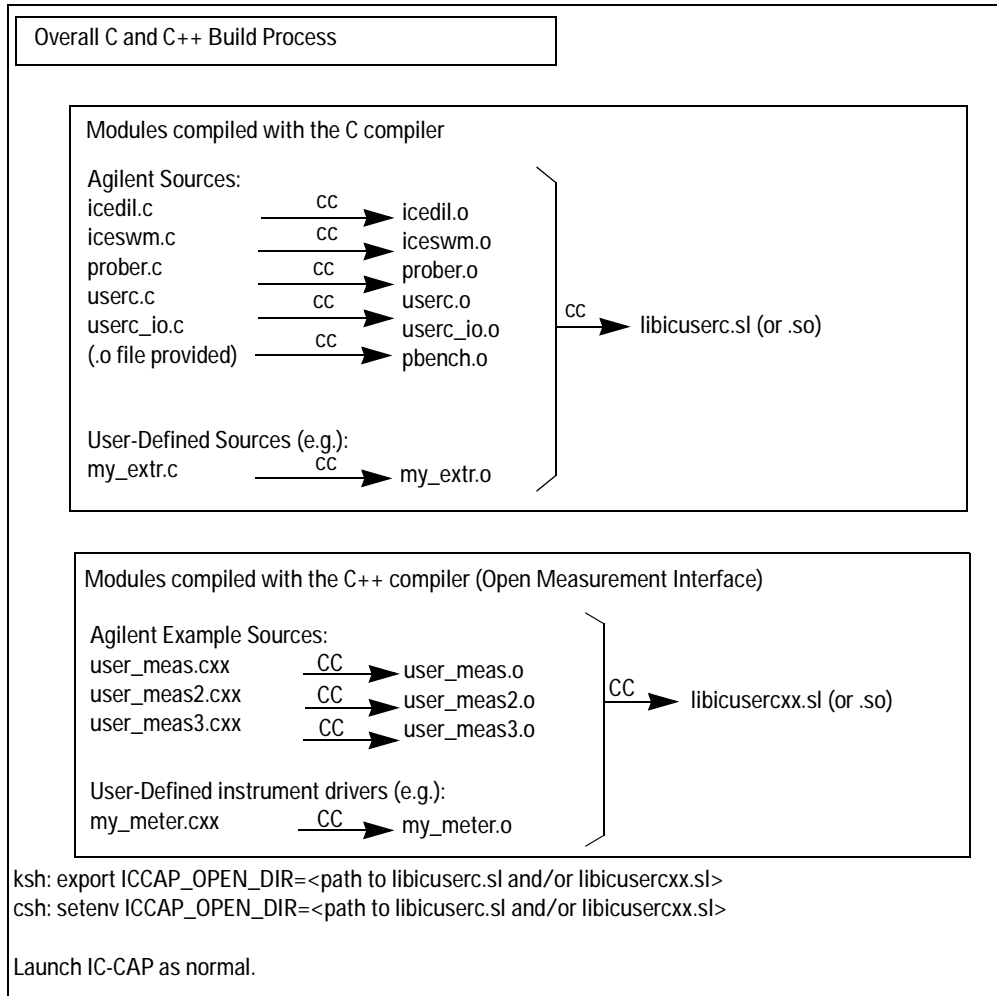 Overall C and C++ Build Process
Modules compiled with the C compiler
Agilent Sources:
icedil.c cc icedil.o
iceswm.c cc iceswm.o
prober.c cc prober.o
userc.c cc userc.o
userc_io.c userc_io.o
(.o file provided) cc pbench.o
cc libicuserc.sl (or .so)
User-Defined Sources (e.g.):
my_extr.c cc my_extr.o
Modules compiled with the C++ compiler (Open Measurement Interface)
Agilent Example Sources:
user_meas.cxx CC user_meas.o
user_meas2.cxx CC user_meas2.o
user_meas3.cxx CC user_meas3.o
CC libicusercxx.sl (or .so)
User-Defined instrument drivers (e.g.):
my_meter.cxx CC my_meter.o
ksh: export ICCAP_OPEN_DIR=<path to libicuserc.sl and/or libicusercxx.sl>
csh: setenv ICCAP_OPEN_DIR=<path to libicuserc.sl and/or libicusercxx.sl>
Launch IC-CAP as normal.